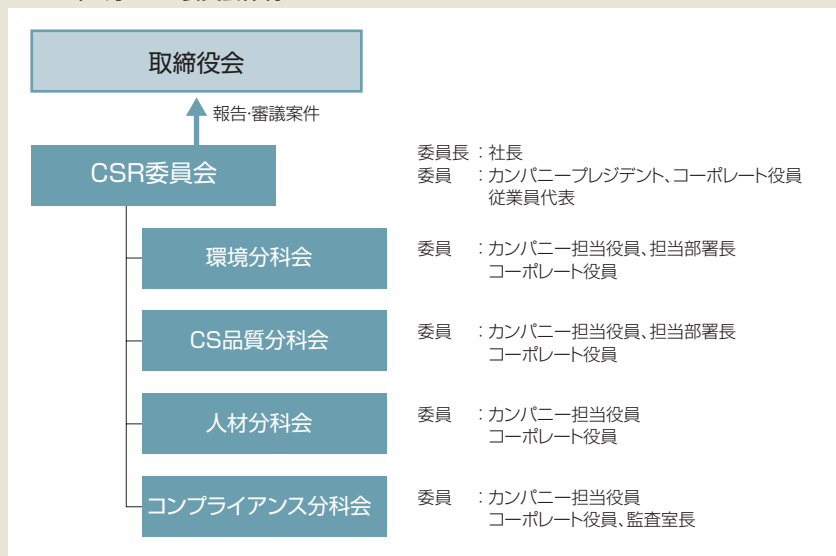 取締役会
報告・審議案件
CSR委員会
委員長：社長
委員　：カンパニープレジデント、コーポレート役員
従業員代表
環境分科会
委員　：カンパニー担当役員、担当部署長
コーポレート役員
CS品質分科会
委員　：カンパニー担当役員、担当部署長
コーポレート役員
人材分科会
委員　：カンパニー担当役員
コーポレート役員
コンプライアンス分科会
委員　：カンパニー担当役員
コーポレート役員、監査室長